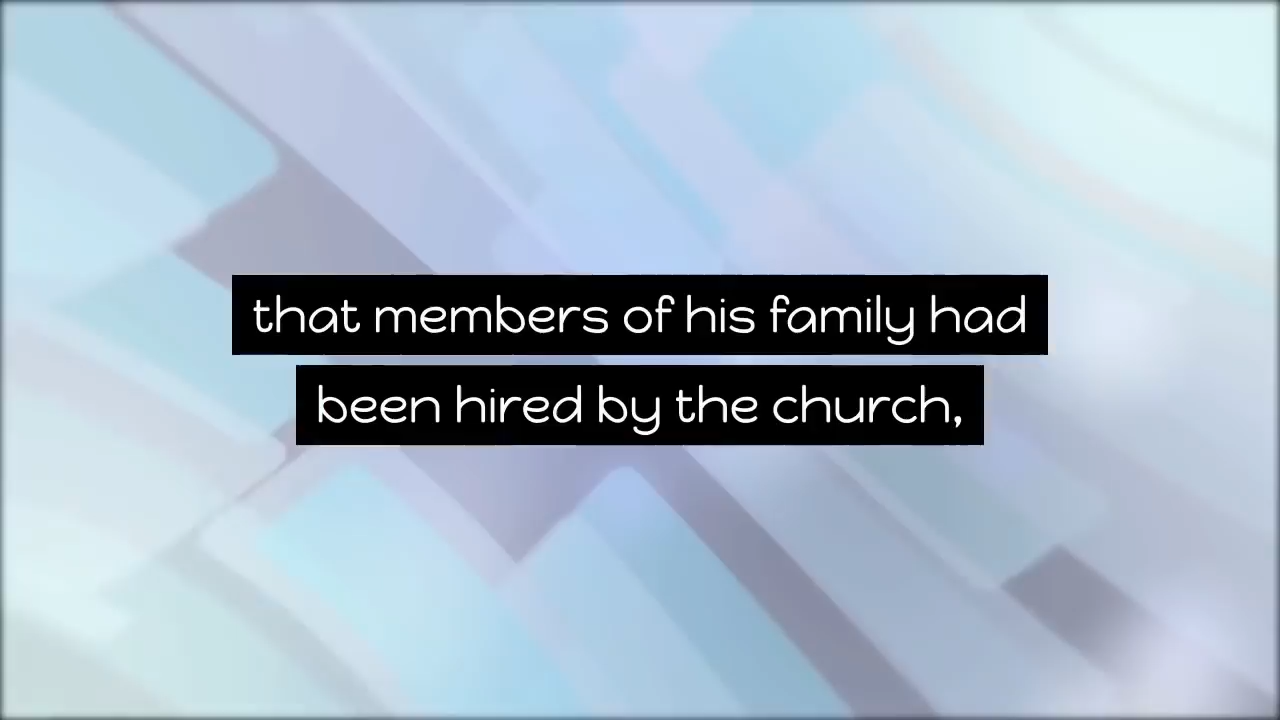 that members of his family had
been hired by the church,